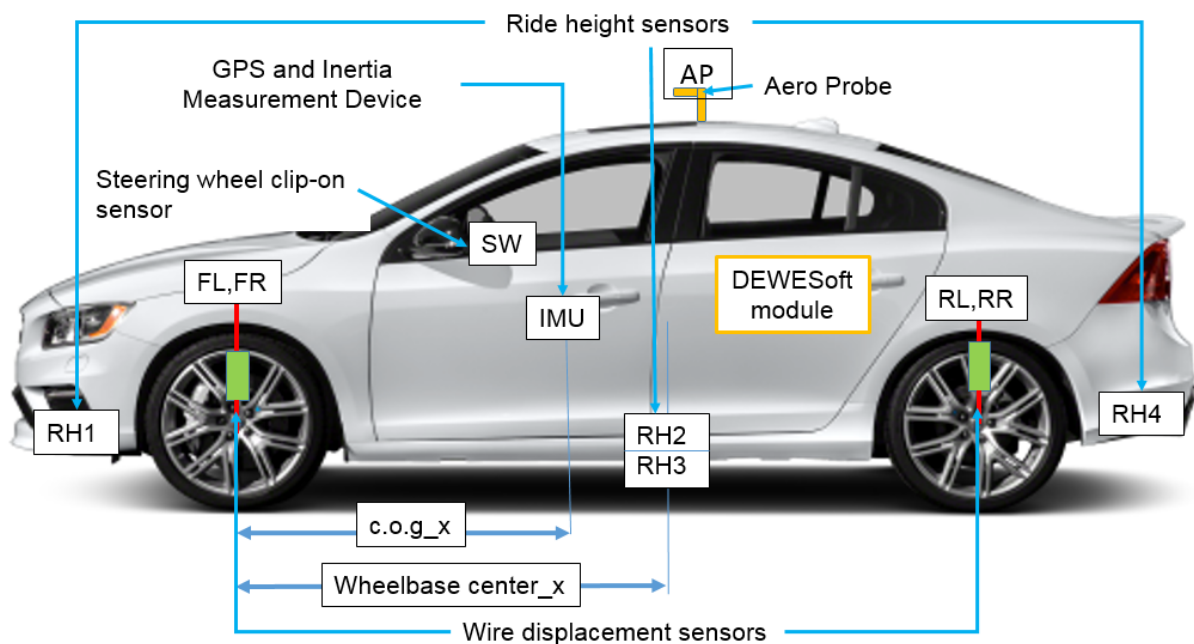 Ride height sensors
GPS and Inertia
Measurement Device
AP
Aero Probe
Steering wheel clip-on
sensor
SW
FL,FR
IMU
DEWESoft
module
RL,RR
RH1
RH2
RH3
RH4
c.o.g_x
Wheelbase center_x
Wire displacement sensors